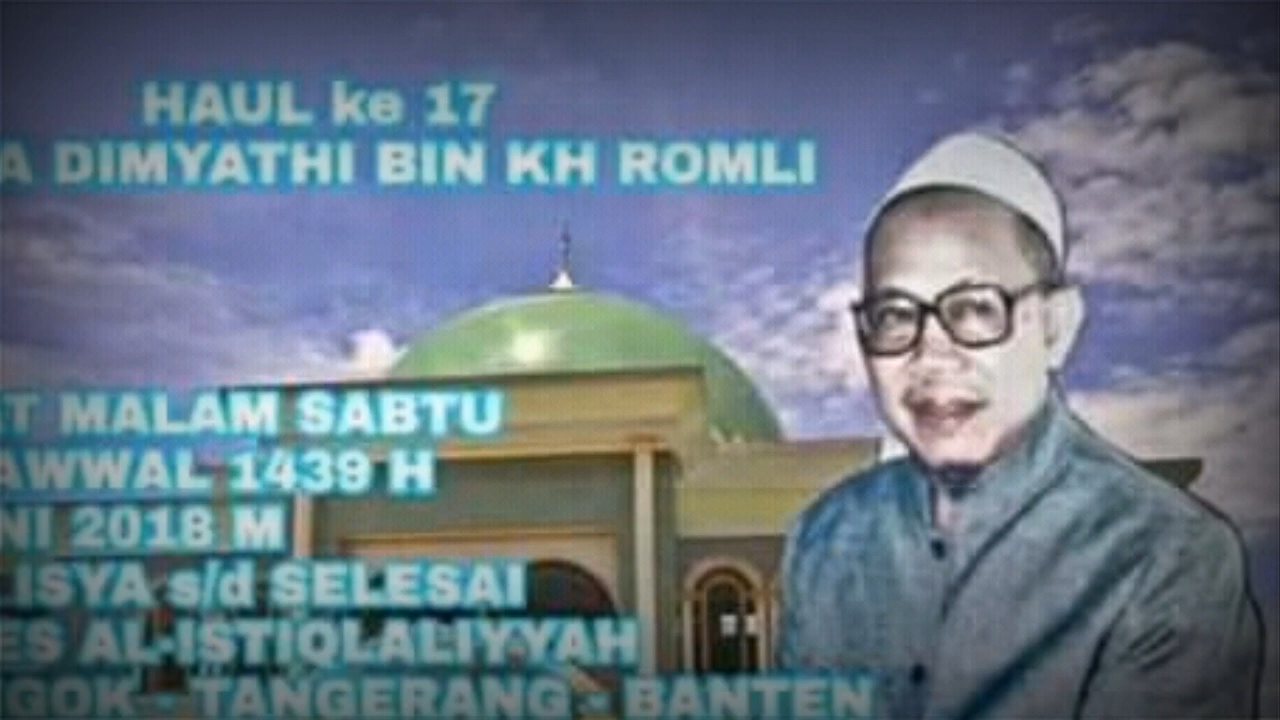 HAUL ke 17
A DIMYATHI BIN KH ROMLI
AT MALAM SABTU
AWWAL 1439 H
NI 2018 M
ISYA s/d SELESAI
ES AL-ISTIQLALIYYAH
GOK - TANGERANG - BANTEN